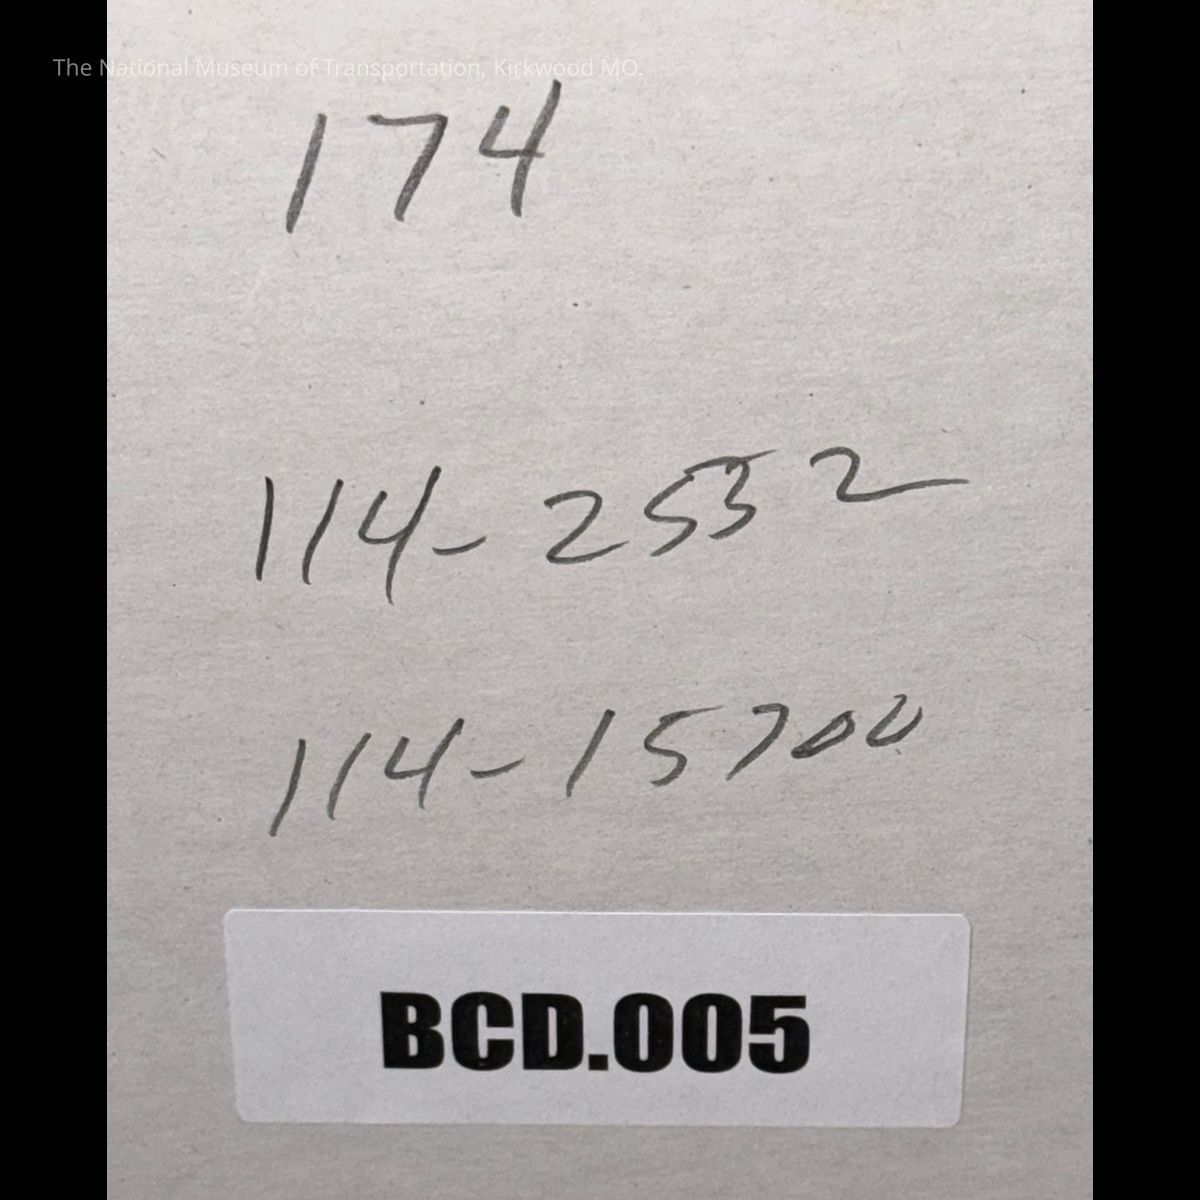 The National Museum of Transportation, Kirkwood MO.
174
114-2532
114-15700
BCD.005